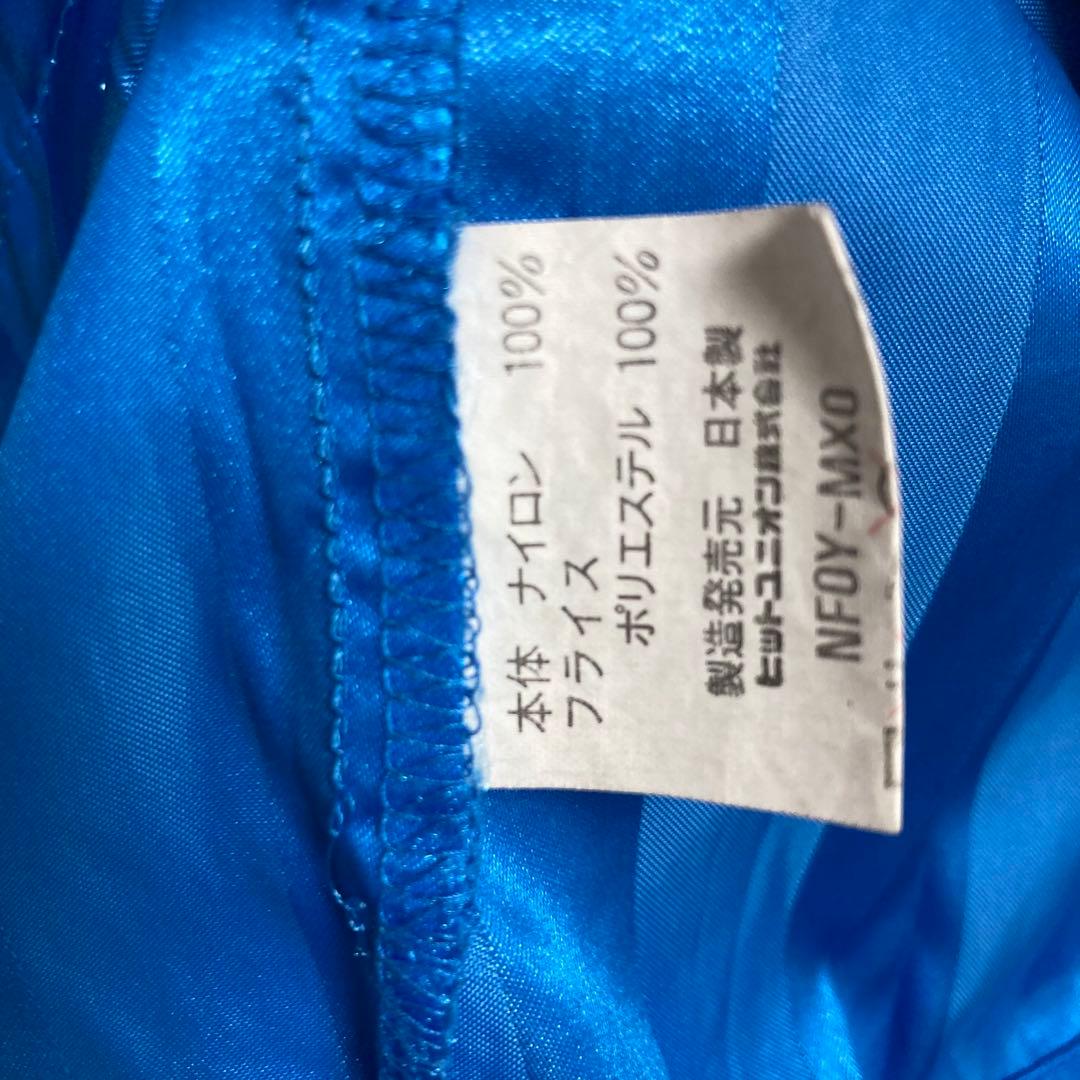 本体 ナイロン 100%
フライス
ポリエステル 100%
製造発売元 日本製
ヒットユニオン株式会社
NF0Y-MX0